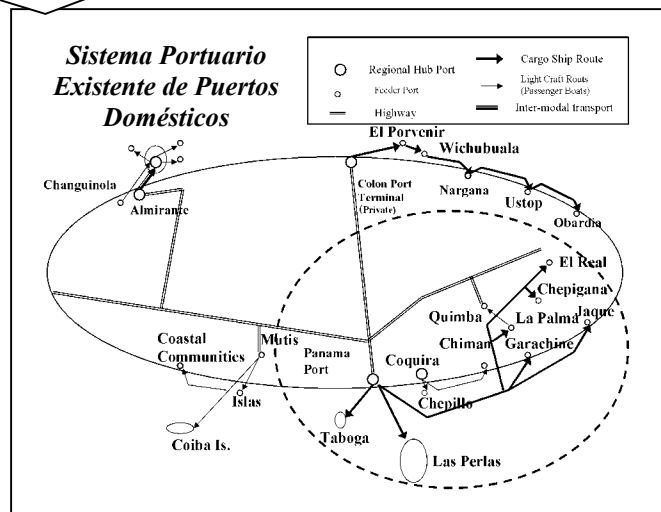 Sistema Portuario
Existente de Puertos
Domésticos
Regional Hub Port
Feeder Port
Highway
Cargo Ship Route
Light Craft Routs
(Passenger Boats)
Inter-modal transport
El Porvenir
Wichubuala
Changuinola
Almirante
Colon Port
Terminal
(Private)
Nargana
Ustop
Obardia
El Real
Chepigana
Quimba
La Palma
Jaque
Chiman
Garachine
Coastal
Communities
Mutis
Panama
Port
Coquira
Islas
Chepillo
Coiba Is.
Taboga
Las Perlas